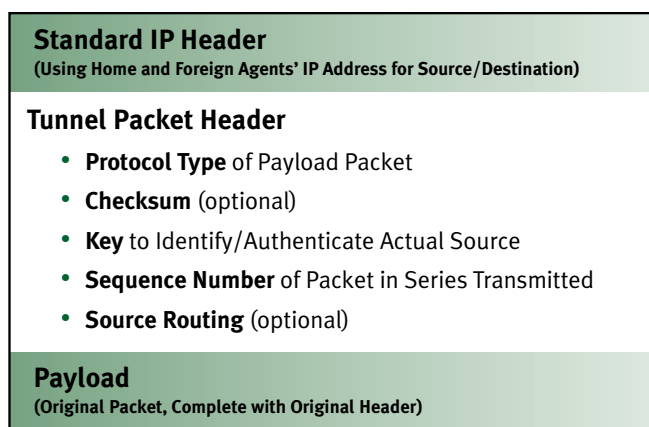 Standard IP Header
(Using Home and Foreign Agents’ IP Address for Source/Destination)
Tunnel Packet Header
• Protocol Type of Payload Packet
• Checksum (optional)
• Key to Identify/Authenticate Actual Source
• Sequence Number of Packet in Series Transmitted
• Source Routing (optional)
Payload
(Original Packet, Complete with Original Header)